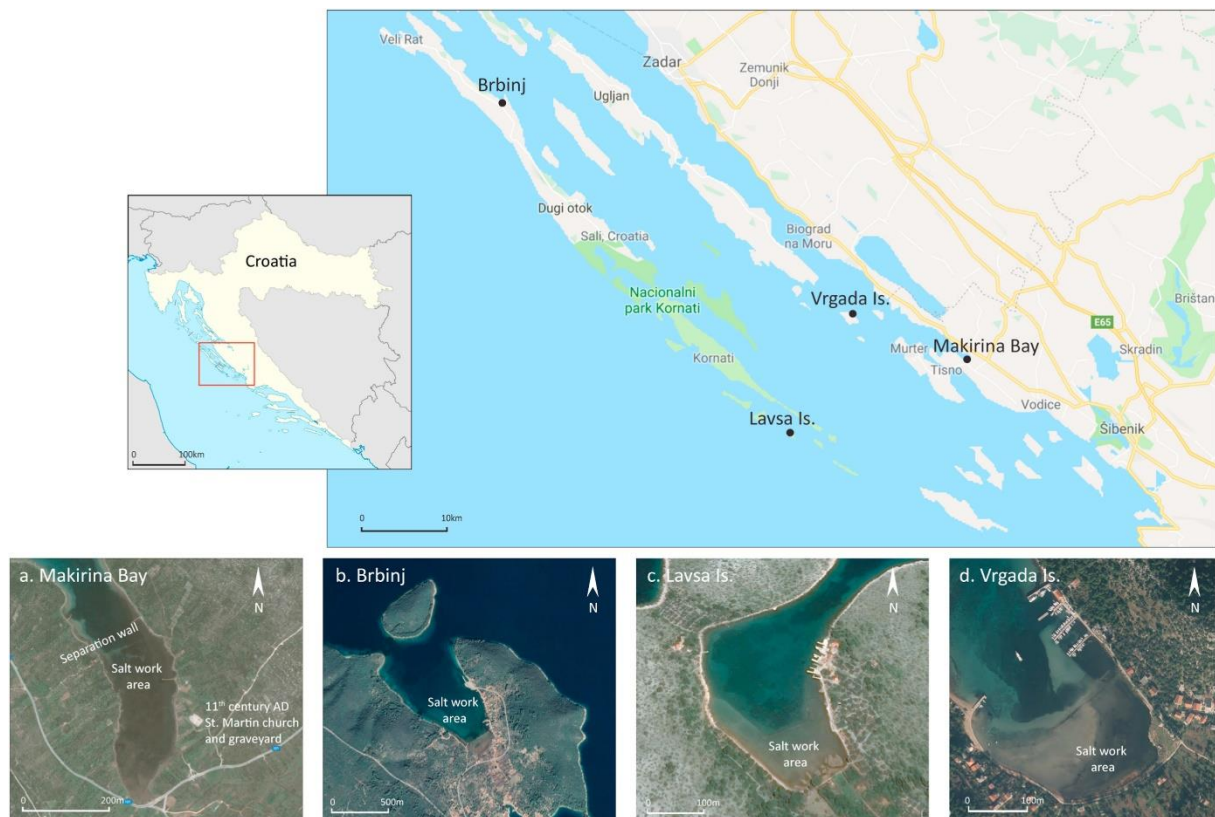 Veli Rat
Zadar
Zemunik
Donji
Brbinj
Ugljan
Dugi otok
Sali, Croatia
Biograd
na Moru
Nacionalni
park Kornati
Vrgada Is.
Brištan
E65
Murter
Makirina Bay
Skradin
Kornati
Tisno
Vodice
Lavsa Is.
Šibenik
0
10km
Croatia
0
100km
a. Makirina Bay
N
Separation wall
Salt work
area
11th century AD
St. Martin church
and graveyard
0
200m
b. Brbinj
N
Salt work
area
0
500m
c. Lavsa Is.
N
Salt work
area
0
100m
d. Vrgada Is.
N
Salt work
area
0
100m